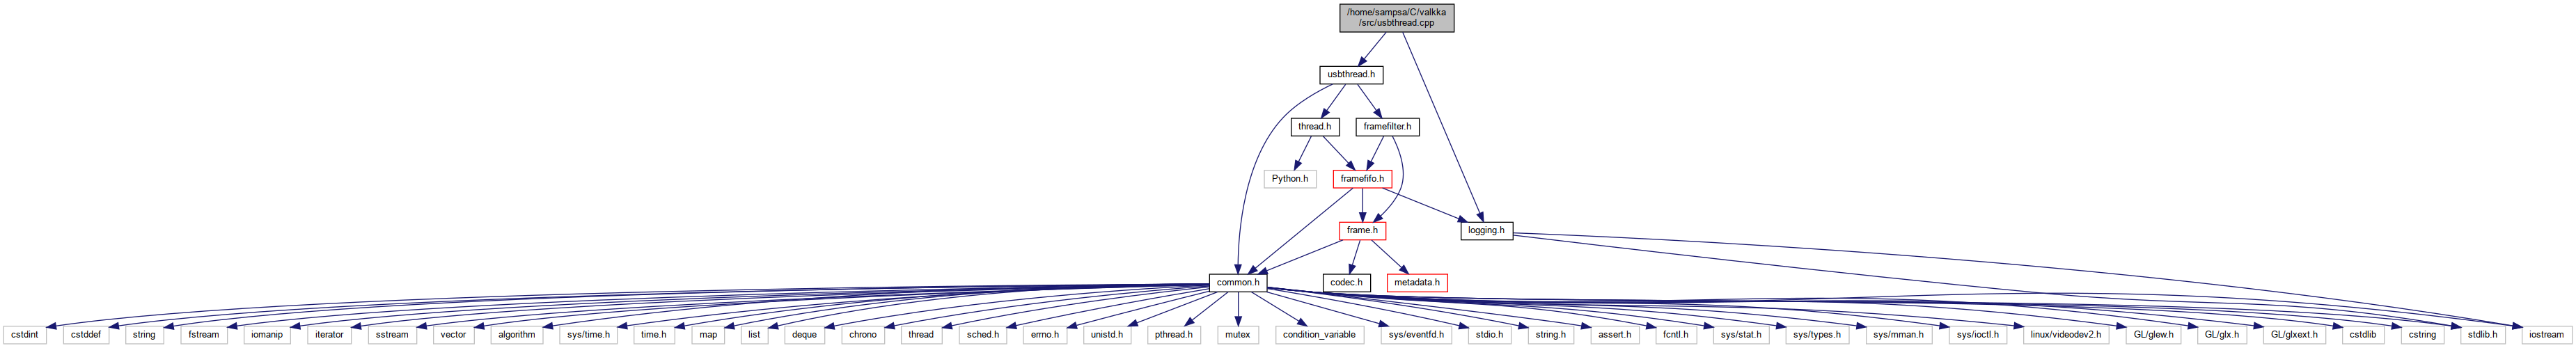 /home/sampsa/C/valkka
/src/usbthread.cpp
usbthread.h
thread.h
framefilter.h
Python.h
framefifo.h
frame.h
logging.h
common.h
codec.h
metadata.h
cstdint
cstddef
string
fstream
iomanip
iterator
sstream
vector
algorithm
sys/time.h
time.h
map
list
deque
chrono
thread
sched.h
errno.h
unistd.h
pthread.h
mutex
condition_variable
sys/eventfd.h
stdio.h
string.h
assert.h
fcntl.h
sys/stat.h
sys/types.h
sys/mman.h
sys/ioctl.h
linux/videodev2.h
GL/glew.h
GL/glx.h
GL/glxext.h
cstdlib
cstring
stdlib.h
iostream